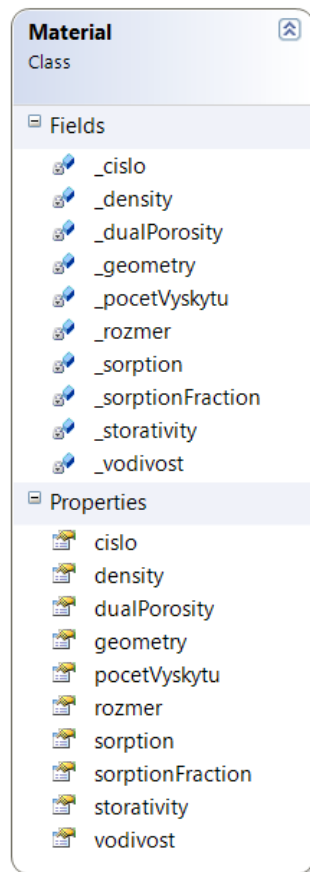 Material
Class
Fields
_cislo
_density
_dualPorosity
_geometry
_pocetVyskytu
_rozmer
_sorption
_sorptionFraction
_storativity
_vodivost
Properties
cislo
density
dualPorosity
geometry
pocetVyskytu
rozmer
sorption
sorptionFraction
storativity
vodivost